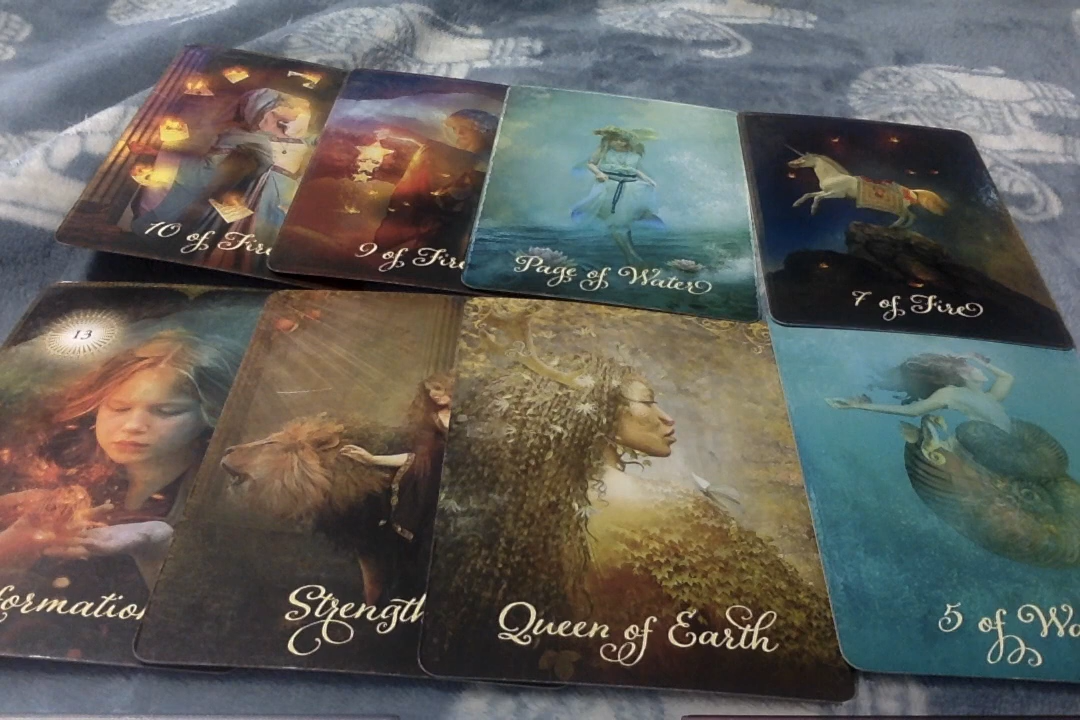 10 of Fire
9 of Fire
Page of Water
7 of Fire
13
formation
Strength
Queen of Earth
5 of Wa